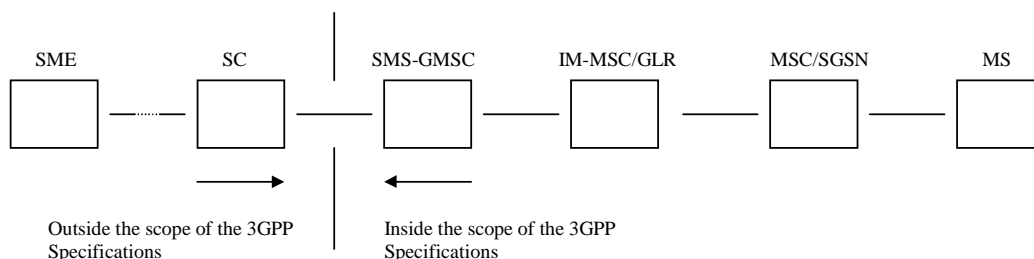 SME SC SMS-GMSC IM-MSC/GLR MSC/SGSN MS
Outside the scope of the 3GPP
Specifications
Inside the scope of the 3GPP
Specifications